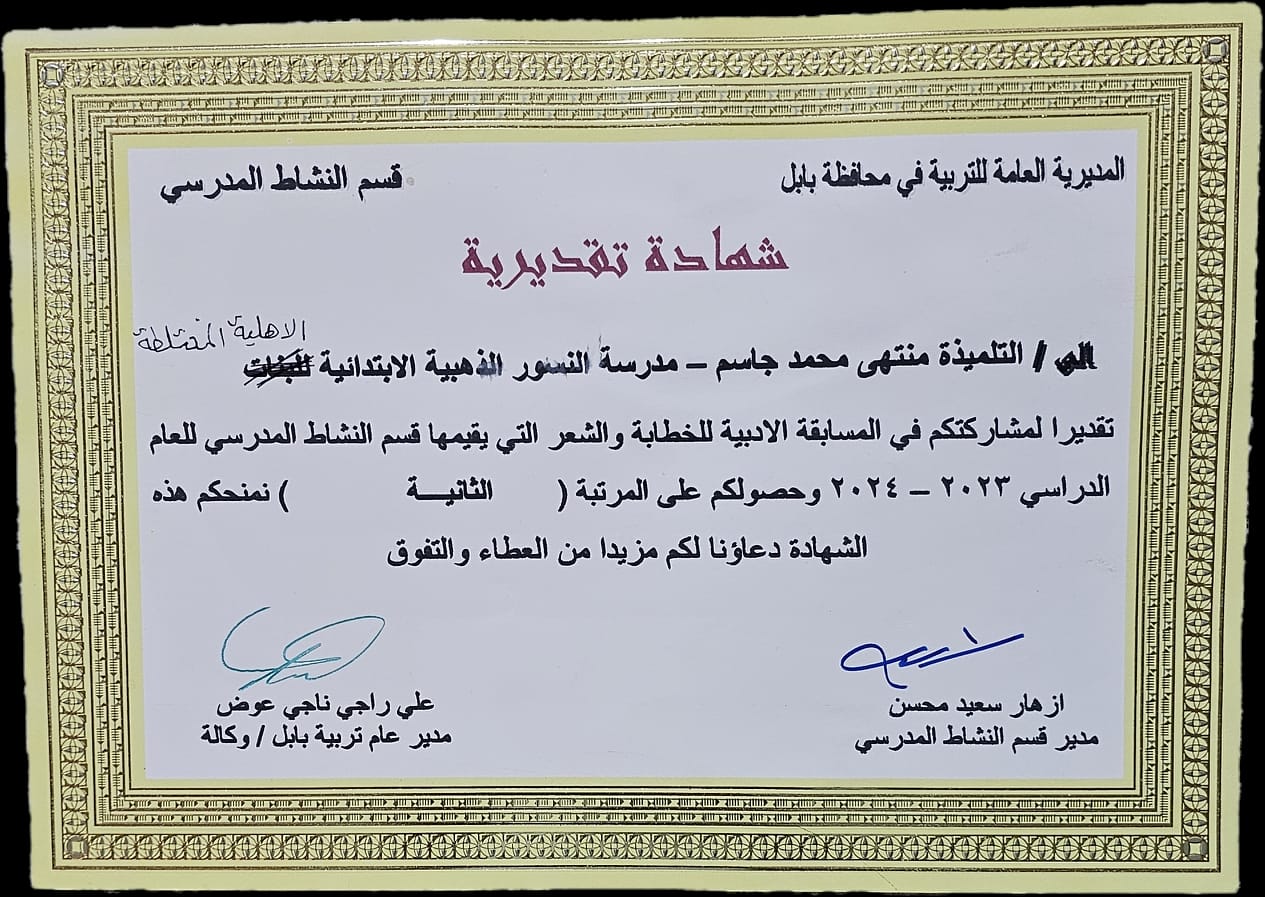 المديرية العامة للتربية في محافظة بابل
قسم النشاط المدرسي
شهادة تقديرية
الاهلية المختلطة
الى / التلميذة منتهى محمد جاسم – مدرسة النسور الذهبية الابتدائية للبنات
تقديرا لمشاركتكم في المسابقة الادبية للخطابة والشعر التي يقيمها قسم النشاط المدرسي للعام
الدراسي ٢٠٢٣ – ٢٠٢٤ وحصولكم على المرتبة ( الثانيـــة ) نمنحكم هذه
الشهادة دعاؤنا لكم مزيدا من العطاء والتفوق
ازهار سعيد محسن
مدير قسم النشاط المدرسي
علي راجي ناجي عوض
مدير عام تربية بابل / وكالة